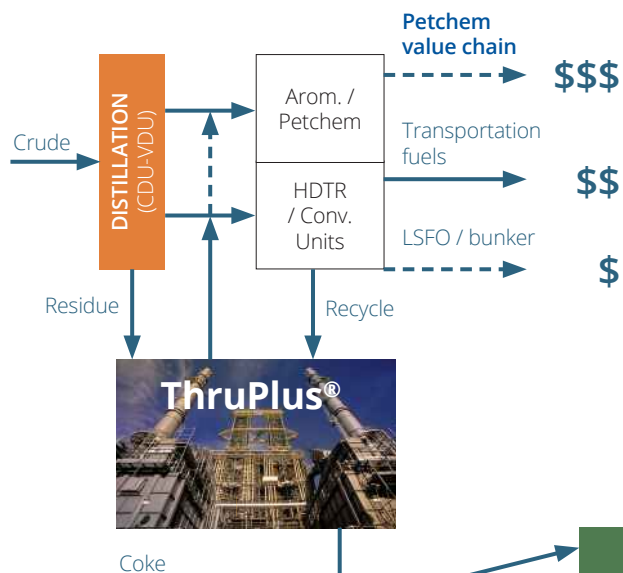 Petchem
value chain
$$$
Crude
DISTILLATION
(CDU-VDU)
Arom. /
Petchem
Transportation
fuels
$$
HDTR
/ Conv.
Units
LSFO / bunker
$
Residue
Recycle
ThruPlus®
Coke